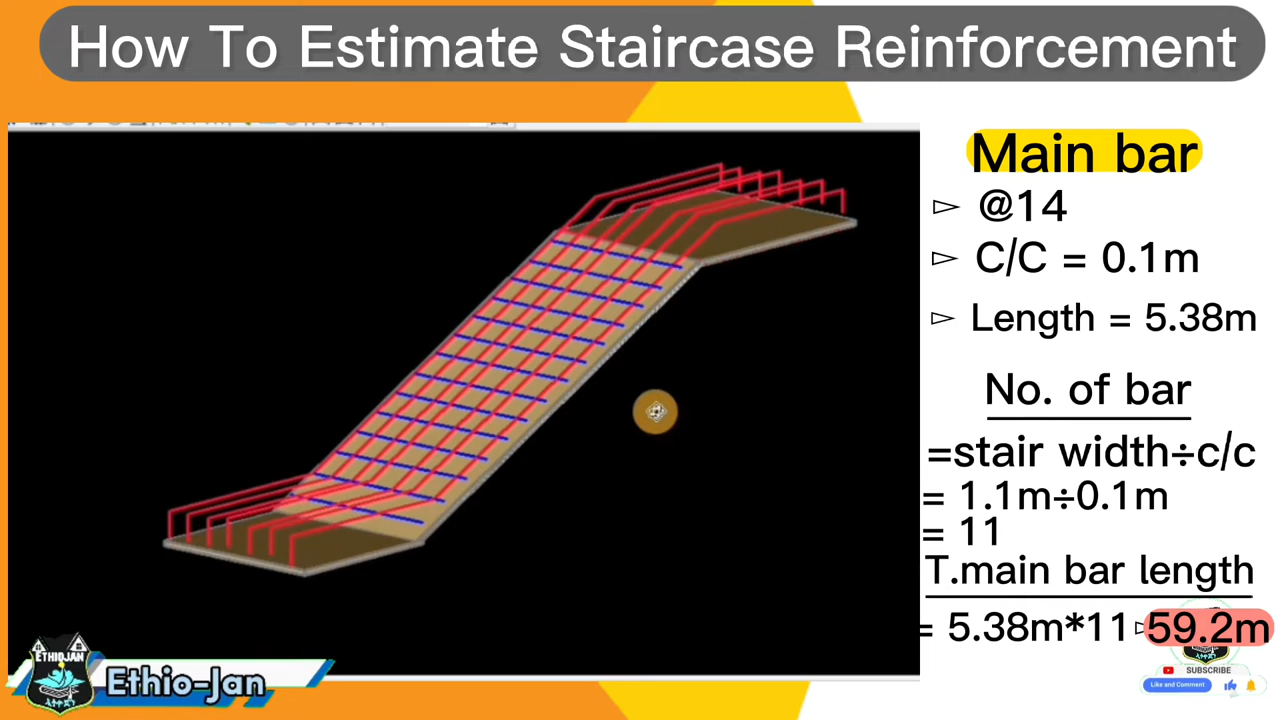 How To Estimate Staircase Reinforcement
Main bar
▻ @14
▻ C/C = 0.1m
▻ Length = 5.38m
No. of bar
=stair width÷c/c
= 1.1m÷0.1m
= 11
T.main bar length
= 5.38m*11=59.2m
ETHIOJAN
Ethio-Jan
SUBSCRIBE
Like and Comment